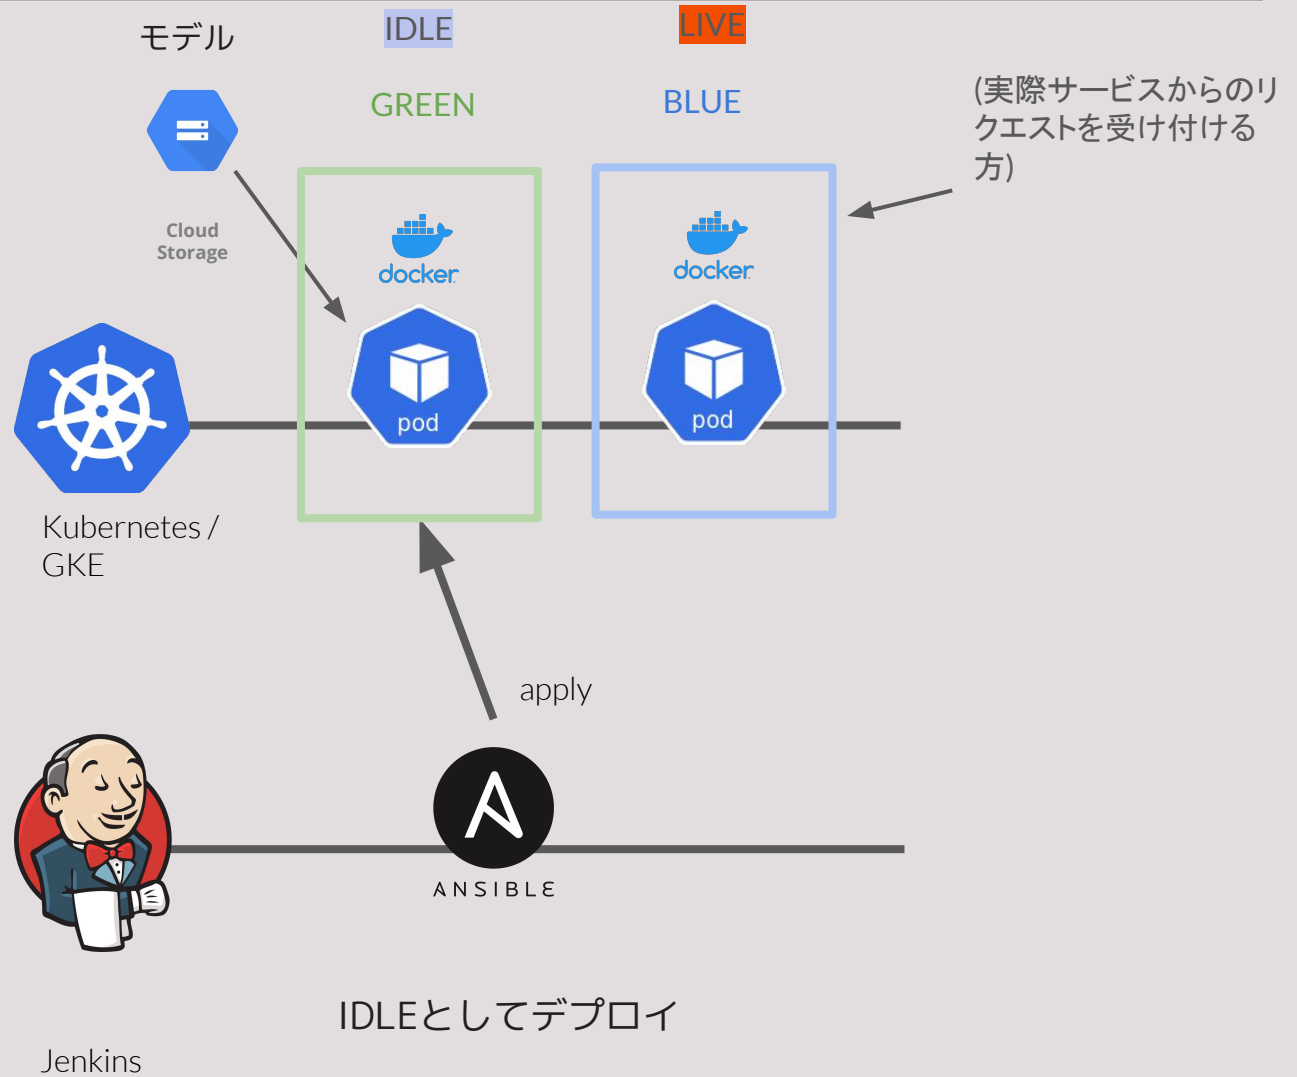 モデル
IDLE
LIVE
GREEN
BLUE
(実際サービスからのリ
クエストを受け付ける
方)
Cloud
Storage
docker
docker
pod
pod
Kubernetes /
GKE
apply
ANSIBLE
IDLEとしてデプロイ
Jenkins